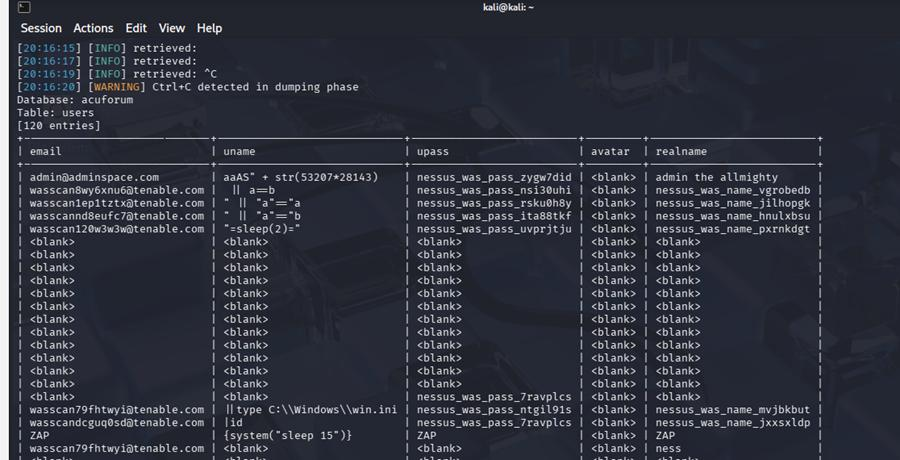 kali@kali: ~
Session Actions Edit View Help
[20:16:15] [INFO] retrieved:
[20:16:17] [INFO] retrieved:
[20:16:19] [INFO] retrieved: ^C
[20:16:20] [WARNING] Ctrl+C detected in dumping phase
Database: acuforum
Table: users
[120 entries]
| email | uname | upass | avatar | realname |
| admin@adminspace.com | aaAS" + str(53207*28143) | nessus_was_pass_zygw7did | <blank> | admin the allmighty |
| wasscan8wy6xnu6@tenable.com | || a==b | nessus_was_pass_nsi30uhi | <blank> | nessus_was_name_vgrobedb |
| wasscan1ep1tztx@tenable.com | " || "a"=="a | nessus_was_pass_rsku0h8y | <blank> | nessus_was_name_jilhopgk |
| wasscannd8eufc7@tenable.com | " || "a"=="b | nessus_was_pass_ita88tkf | <blank> | nessus_was_name_hnulxbsu |
| wasscan120w3w3w@tenable.com | "=sleep(2)=" | nessus_was_pass_uvprjtju | <blank> | nessus_was_name_pxrnkdgt |
| <blank> | <blank> | <blank> | <blank> | <blank> |
| <blank> | <blank> | <blank> | <blank> | <blank> |
| <blank> | <blank> | <blank> | <blank> | <blank> |
| <blank> | <blank> | <blank> | <blank> | <blank> |
| <blank> | <blank> | <blank> | <blank> | <blank> |
| <blank> | <blank> | <blank> | <blank> | <blank> |
| <blank> | <blank> | <blank> | <blank> | <blank> |
| <blank> | <blank> | <blank> | <blank> | <blank> |
| <blank> | <blank> | <blank> | <blank> | <blank> |
| <blank> | <blank> | <blank> | <blank> | <blank> |
| <blank> | <blank> | <blank> | <blank> | <blank> |
| <blank> | <blank> | <blank> | <blank> | <blank> |
| <blank> | <blank> | nessus_was_pass_7ravplcs | <blank> | <blank> |
| wasscan79fhtwyi@tenable.com | ||type C:\\Windows\\win.ini | nessus_was_pass_ntgil91s | <blank> | nessus_was_name_mvjbkbut |
| wasscandcguq0sd@tenable.com | |id | nessus_was_pass_7ravplcs | <blank> | nessus_was_name_jxxsxldp |
| ZAP | {system("sleep 15")} | ZAP | <blank> | ZAP |
| wasscan79fhtwyi@tenable.com | <blank> | <blank> | <blank> | ness |